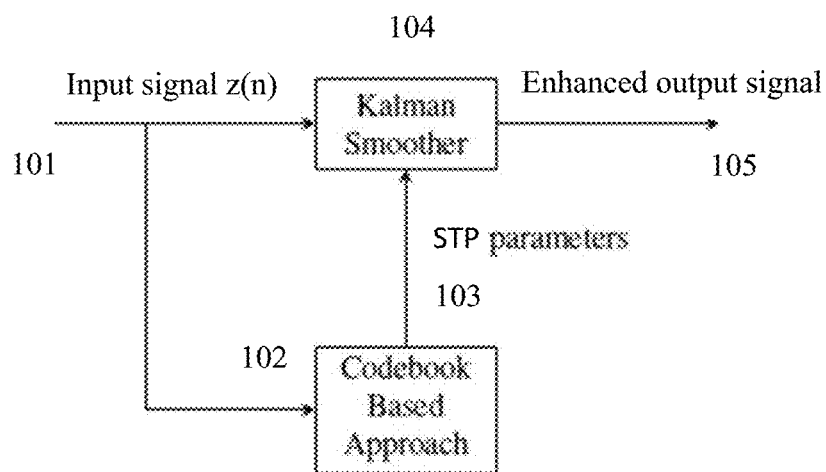 104
Input signal z(n)
Kalman
Smoother
Enhanced output signal
101
105
STP parameters
103
102
Codebook
Based
Approach